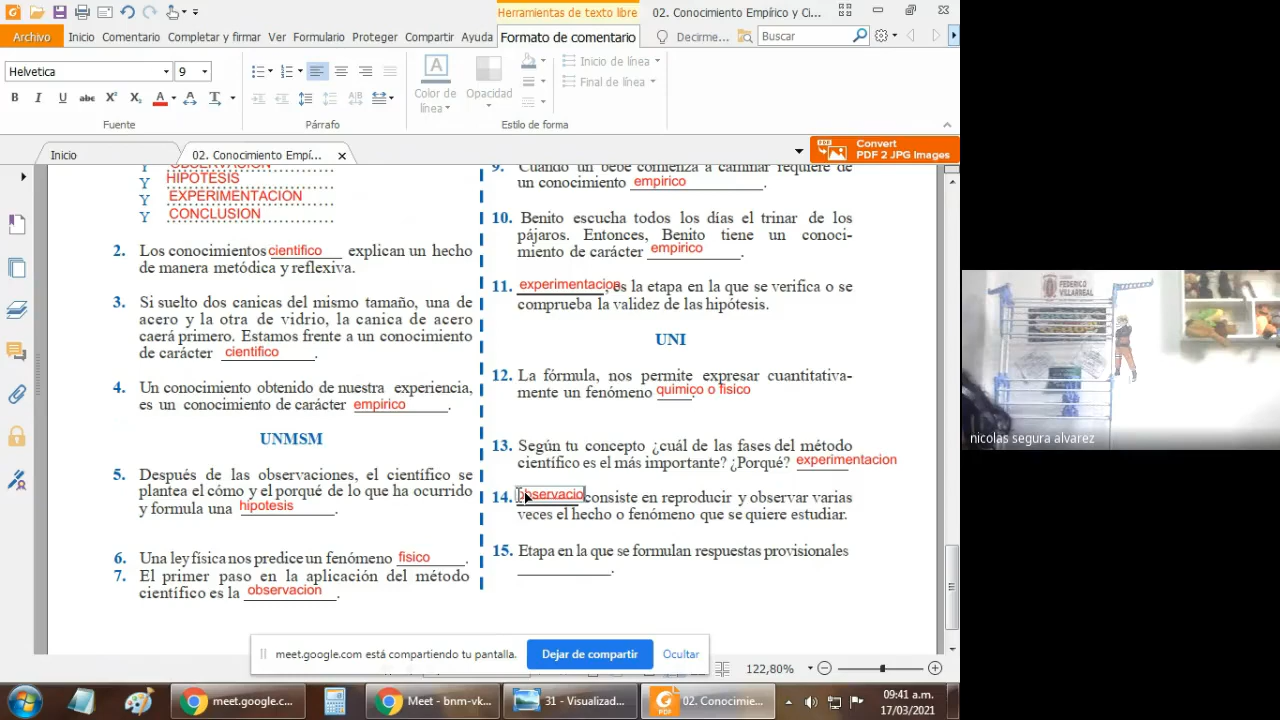 Herramientas de texto libre
02. Conocimiento Empírico y Ci...
Archivo Inicio Comentario Completar y firmar Ver Formulario Proteger Compartir Ayuda Formato de comentario Decirme... Buscar
Helvetica 9
Inicio de línea
Final de línea
Color de línea Opacidad
Fuente Párrafo Estilo de forma
Inicio 02. Conocimiento Empí...
Convert
PDF 2 JPG Images
Y OBSERVACION
Y HIPOTESIS
Y EXPERIMENTACION
Y CONCLUSION
2. Los conocimientos cientifico explican un hecho
de manera metódica y reflexiva.
3. Si suelto dos canicas del mismo tamaño, una de
acero y la otra de vidrio, la canica de acero
caerá primero. Estamos frente a un conocimiento
de carácter cientifico.
4. Un conocimiento obtenido de nuestra experiencia,
es un conocimiento de carácter empirico.
UNMSM
5. Después de las observaciones, el científico se
plantea el cómo y el porqué de lo que ha ocurrido
y formula una hipotesis.
6. Una ley física nos predice un fenómeno fisico.
7. El primer paso en la aplicación del método
científico es la observacion.
9. Cuando un bebé comienza a caminar requiere de
un conocimiento empirico.
10. Benito escucha todos los días el trinar de los
pájaros. Entonces, Benito tiene un conoci-
miento de carácter empirico.
11. experimentacion, es la etapa en la que se verifica o se
comprueba la validez de las hipótesis.
UNI
12. La fórmula, nos permite expresar cuantitativa-
mente un fenómeno quimico o fisico.
13. Según tu concepto ¿cuál de las fases del método
científico es el más importante? ¿Porqué? experimentacion
14. observacio consiste en reproducir y observar varias
veces el hecho o fenómeno que se quiere estudiar.
15. Etapa en la que se formulan respuestas provisionales
.
meet.google.com está compartiendo tu pantalla. Dejar de compartir Ocultar
122,80%
meet.google.c... Meet - bnm-vk... 31 - Visualizad... 02. Conocimie...
09:41 a.m.
17/03/2021
FEDERICO
VILLARREAL
nicolas segura alvarez